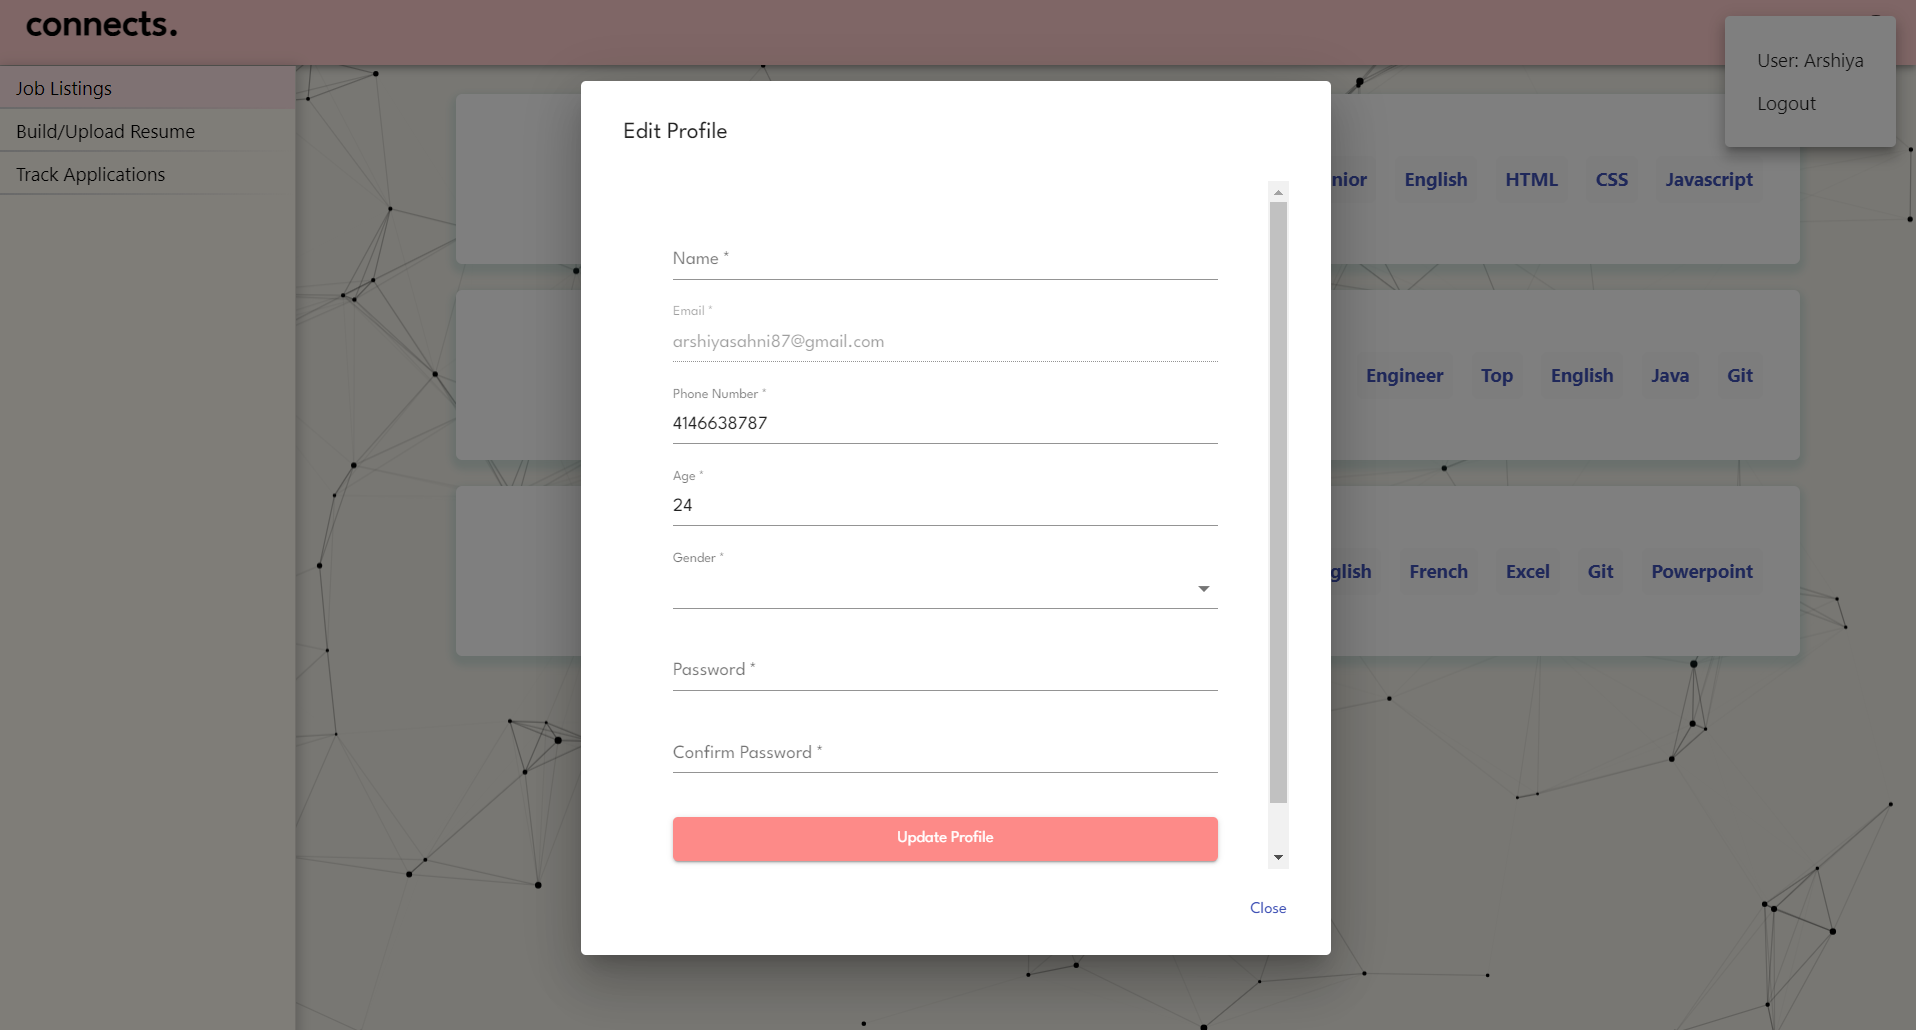 connects.
User: Arshiya
Logout
Job Listings
Build/Upload Resume
Track Applications
Edit Profile
Name *
Email *
arshiyasahni87@gmail.com
Phone Number *
4146638787
Age *
24
Gender *
Password *
Confirm Password *
Update Profile
Close
English HTML CSS Javascript
Engineer Top English Java Git
French Excel Git Powerpoint